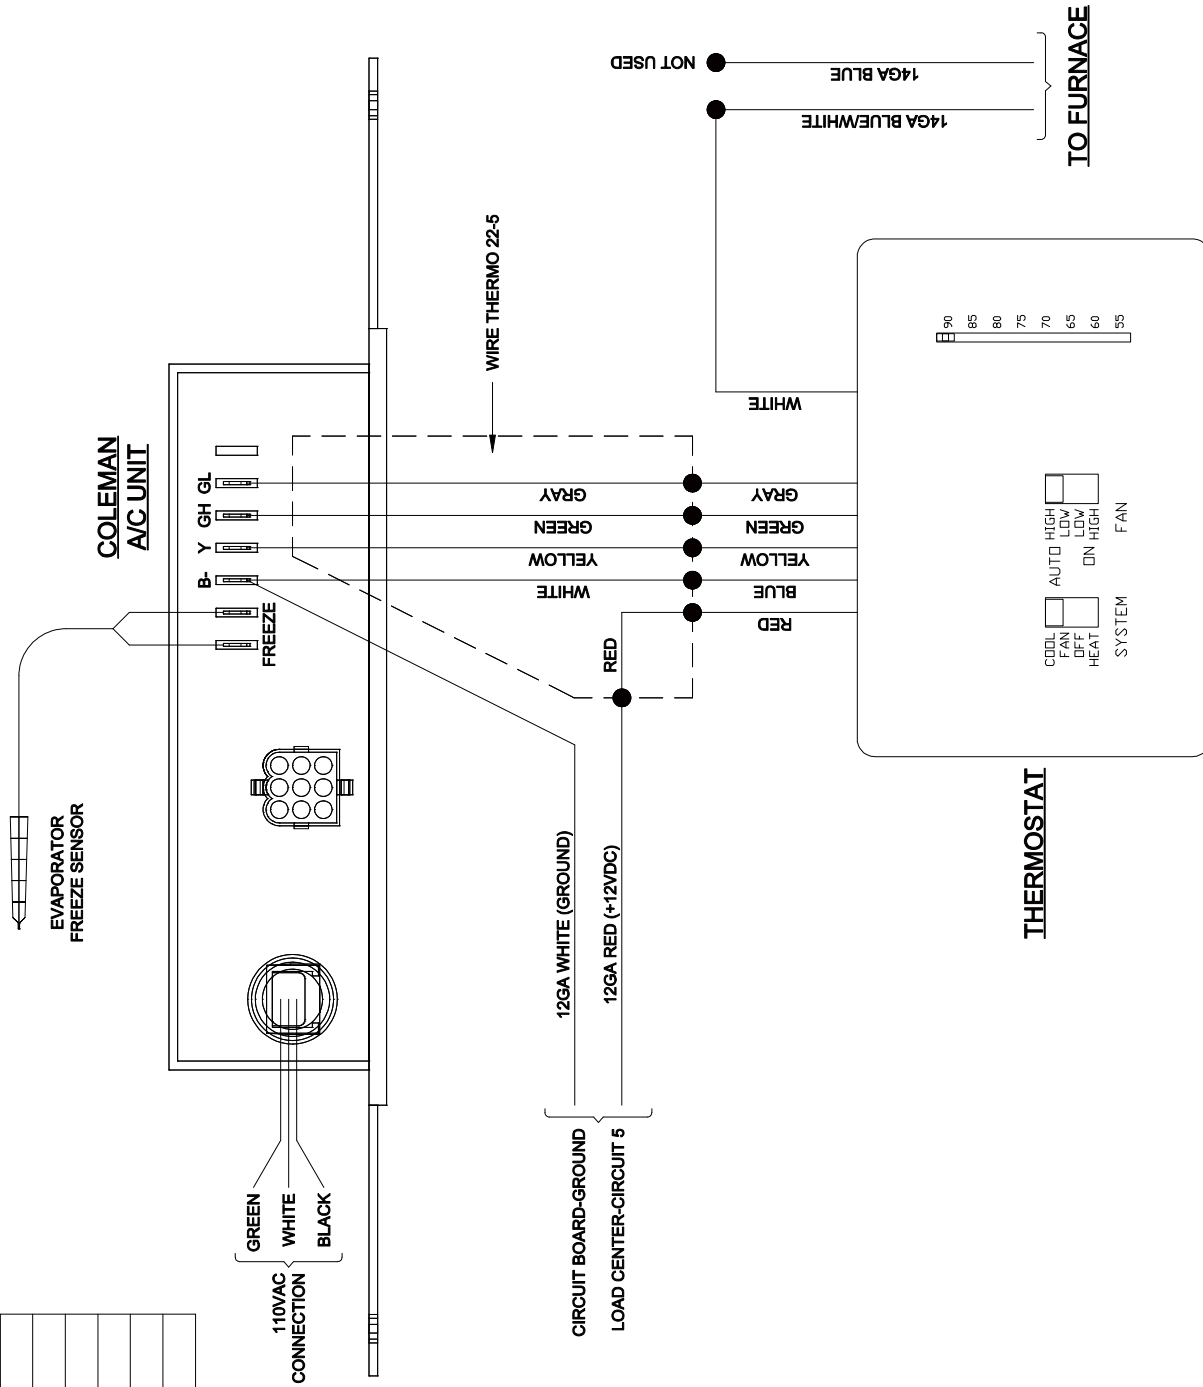 COLEMAN
A/C UNIT
GL
GH
Y
B-
FREEZE
EVAPORATOR
FREEZE SENSOR
GREEN
WHITE
BLACK
110VAC
CONNECTION
WIRE THERMO 22-5
GRAY
GREEN
YELLOW
WHITE
RED
GRAY
GREEN
YELLOW
BLUE
RED
WHITE
12GA WHITE (GROUND)
12GA RED (+12VDC)
CIRCUIT BOARD-GROUND
LOAD CENTER-CIRCUIT 5
NOT USED
14GA BLUE
14GA BLUE/WHITE
TO FURNACE
THERMOSTAT
90
85
80
75
70
65
60
55
AUTO HIGH
LOW
LOW
ON HIGH
FAN
COOL
FAN
OFF
HEAT
SYSTEM